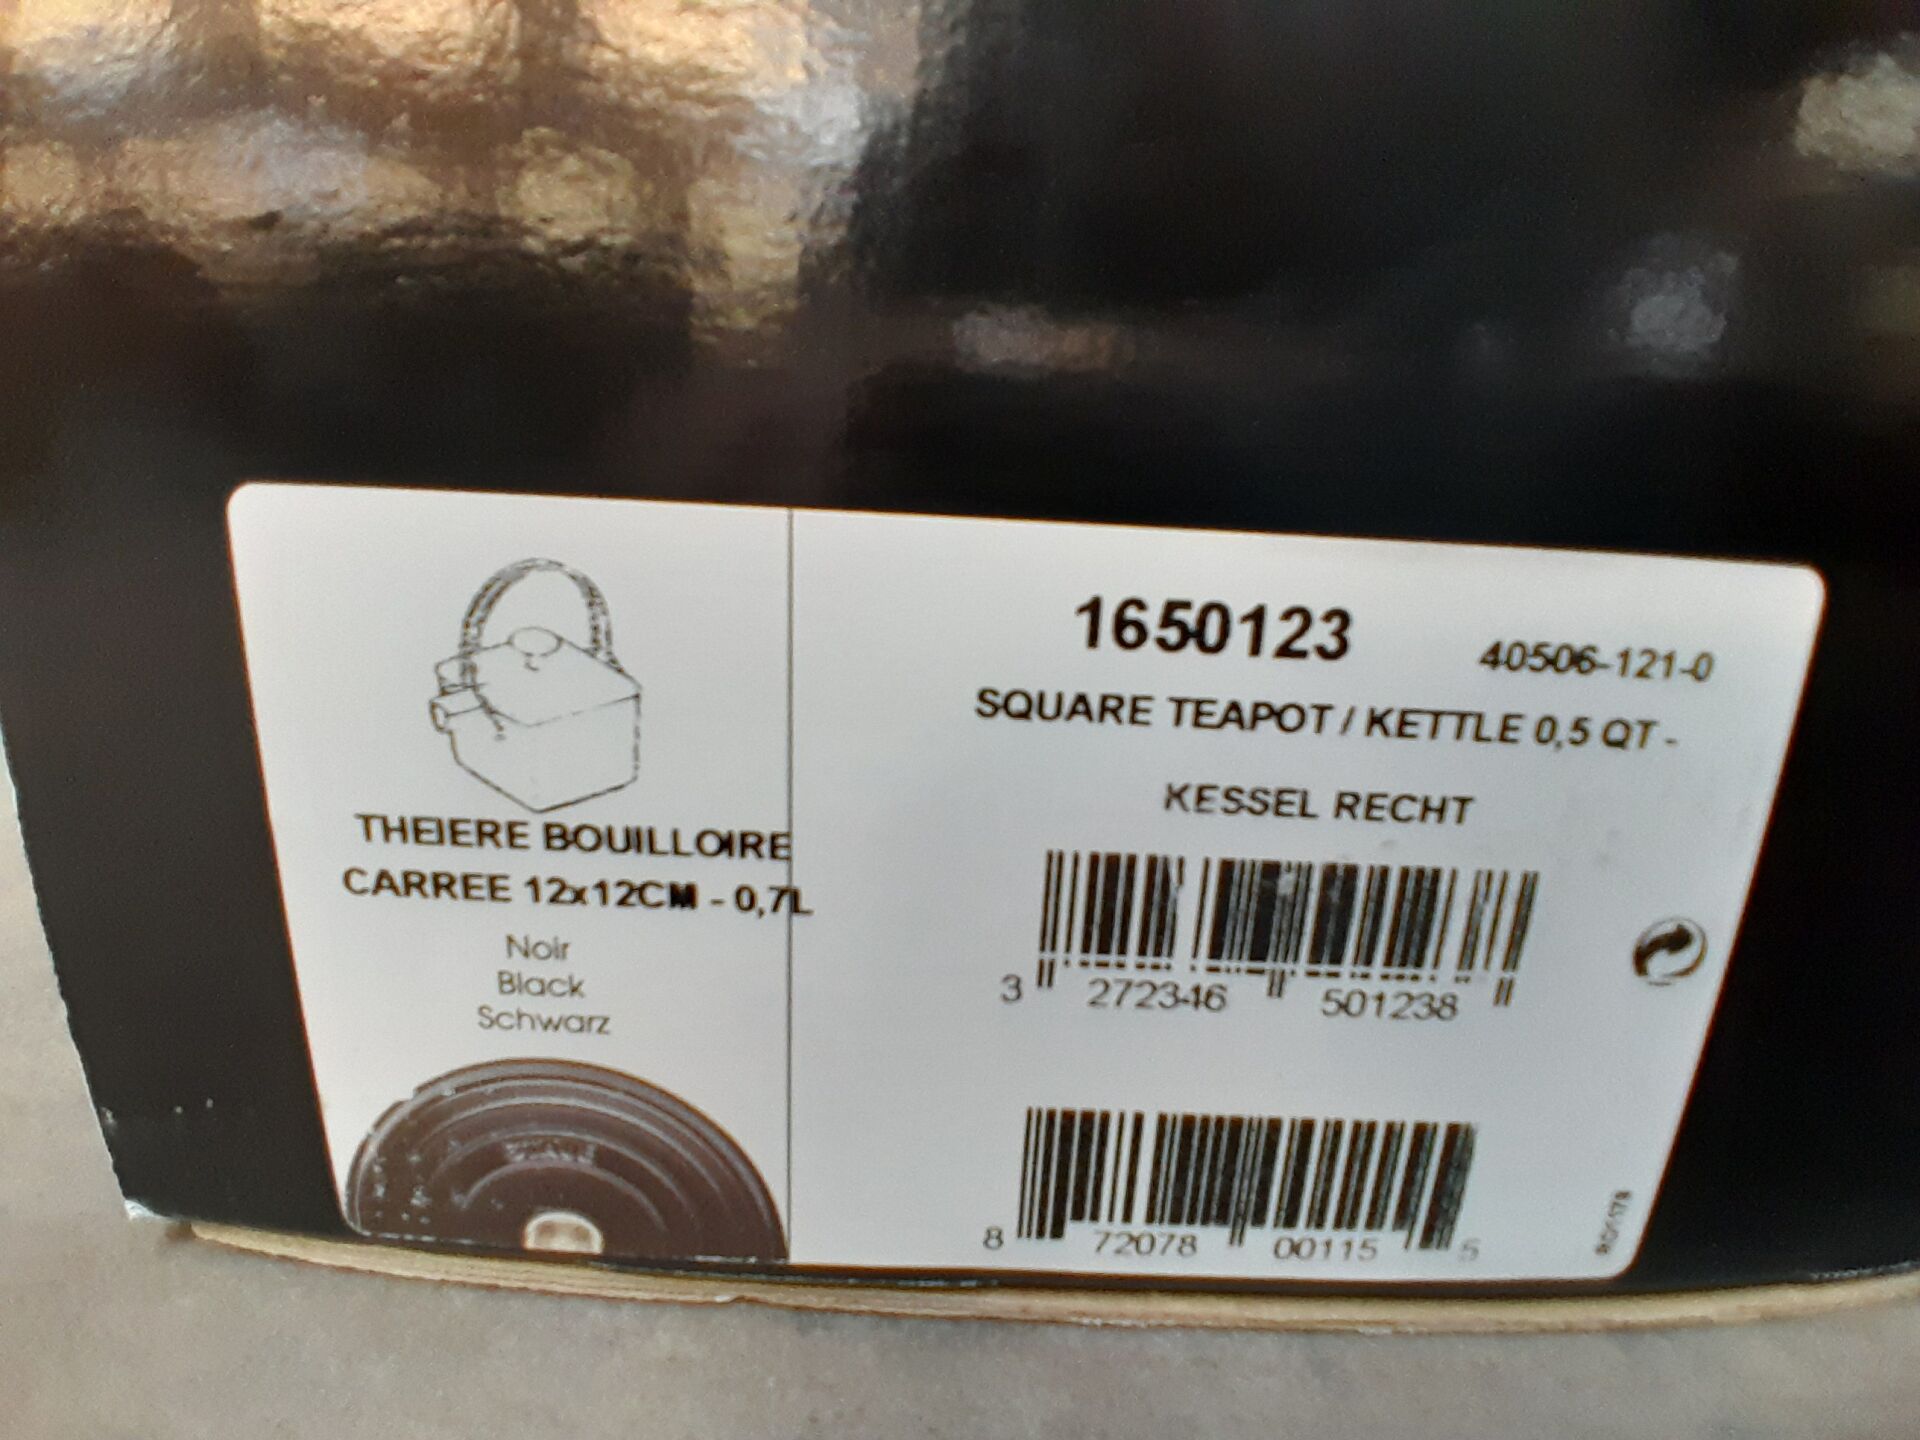 THEIERE BOUILLOIRE
CARREE 12x12CM - 0,7L
Noir
Black
Schwarz
1650123
40506-121-0
SQUARE TEAPOT / KETTLE 0,5 QT -
KESSEL RECHT
3 272346 501238
8 72078 00115 5